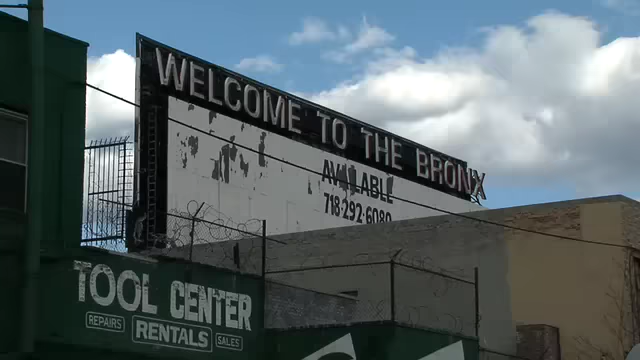 WELCOME TO THE BRONX
AVAILABLE
718-292-6080
TOOL CENTER
REPAIRS RENTALS SALES